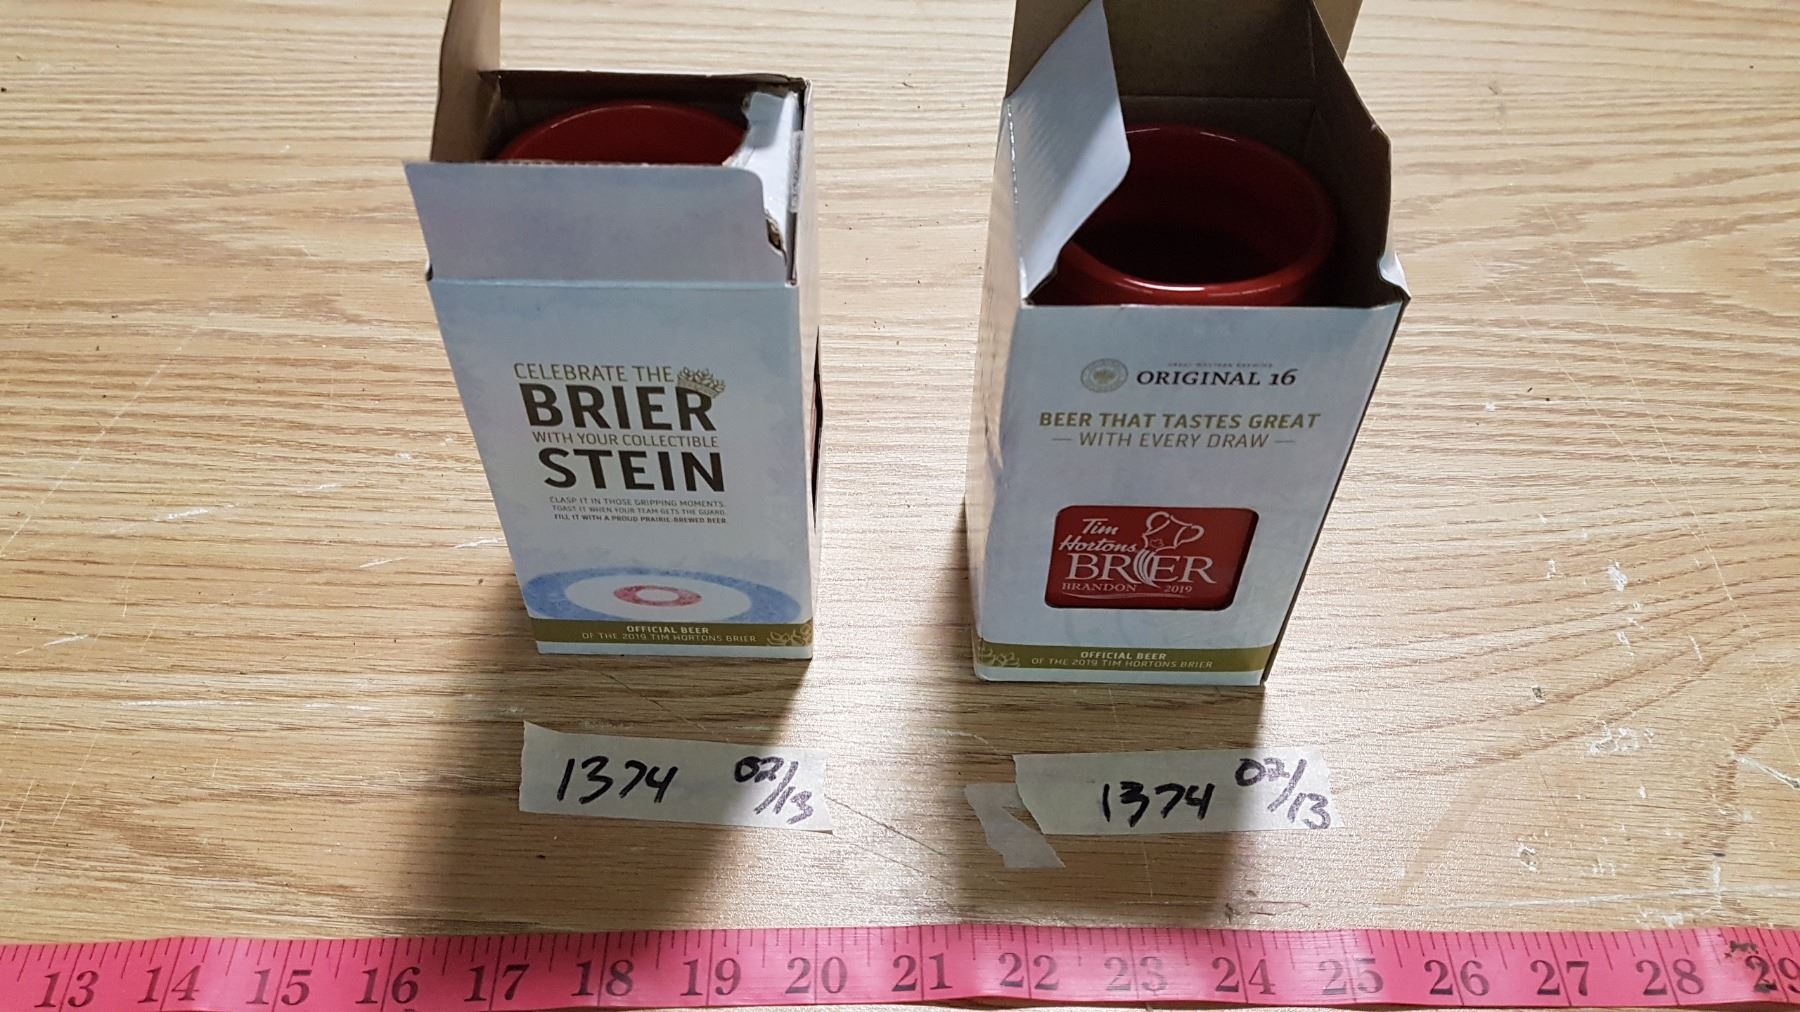 CELEBRATE THE
BRIER
WITH YOUR COLLECTIBLE
STEIN
CLASP IT IN THOSE GRIPPING MOMENTS.
TOAST IT WHEN YOUR TEAM GETS THE GUARD.
FILL IT WITH A PROUD PRAIRIE-BREWED BEER.
OFFICIAL BEER
OF THE 2019 TIM HORTONS BRIER
GREAT WESTERN BREWING
ORIGINAL 16
BEER THAT TASTES GREAT
— WITH EVERY DRAW —
Tim
Hortons
BRIER
BRANDON 2019
OFFICIAL BEER
OF THE 2019 TIM HORTONS BRIER
1374 02/13
1374 02/13
13 14 15 16 17 18 19 20 21 22 23 24 25 26 27 28 29